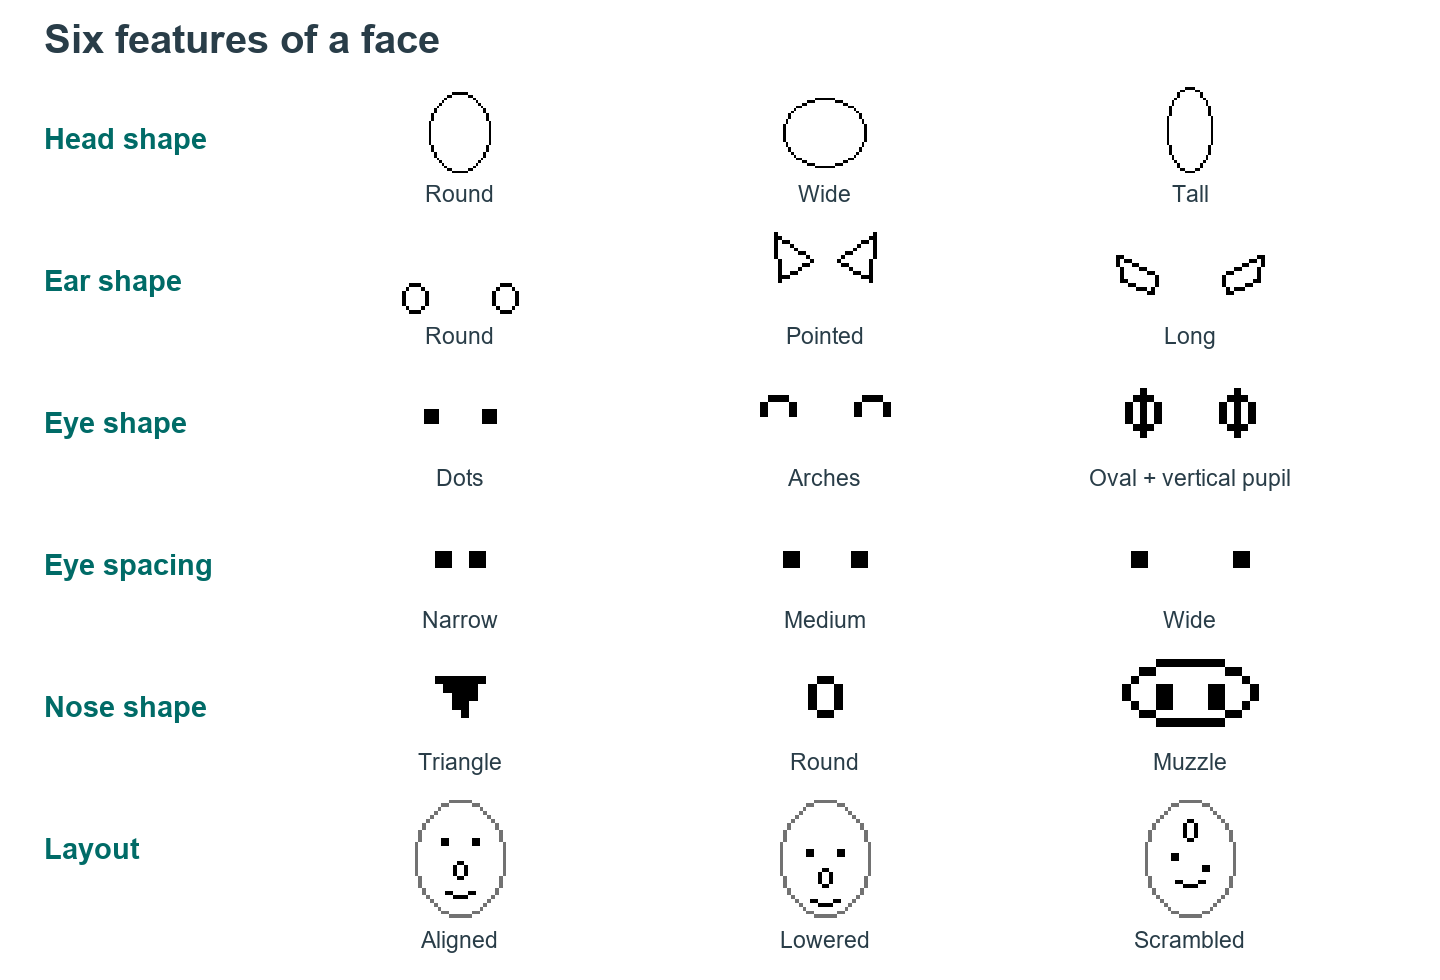 Six features of a face
Head shape
Round
Wide
Tall
Ear shape
Round
Pointed
Long
Eye shape
Dots
Arches
Oval + vertical pupil
Eye spacing
Narrow
Medium
Wide
Nose shape
Triangle
Round
Muzzle
Layout
Aligned
Lowered
Scrambled